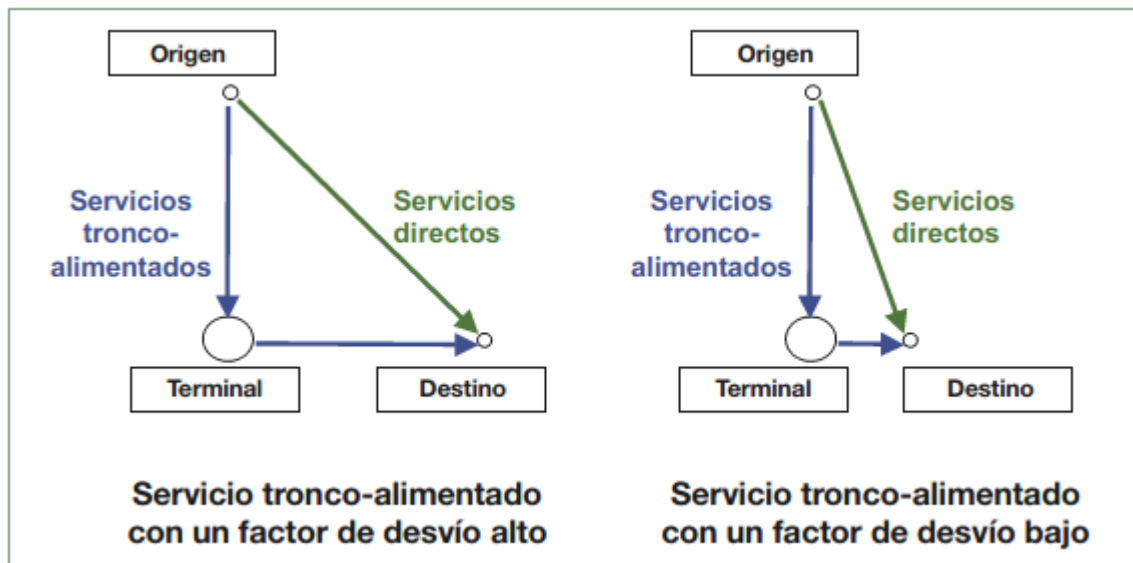 Origen
Servicios
tronco-
alimentados
Servicios
directos
Terminal
Destino
Servicio tronco-alimentado
con un factor de desvío alto
Origen
Servicios
tronco-
alimentados
Servicios
directos
Terminal
Destino
Servicio tronco-alimentado
con un factor de desvío bajo